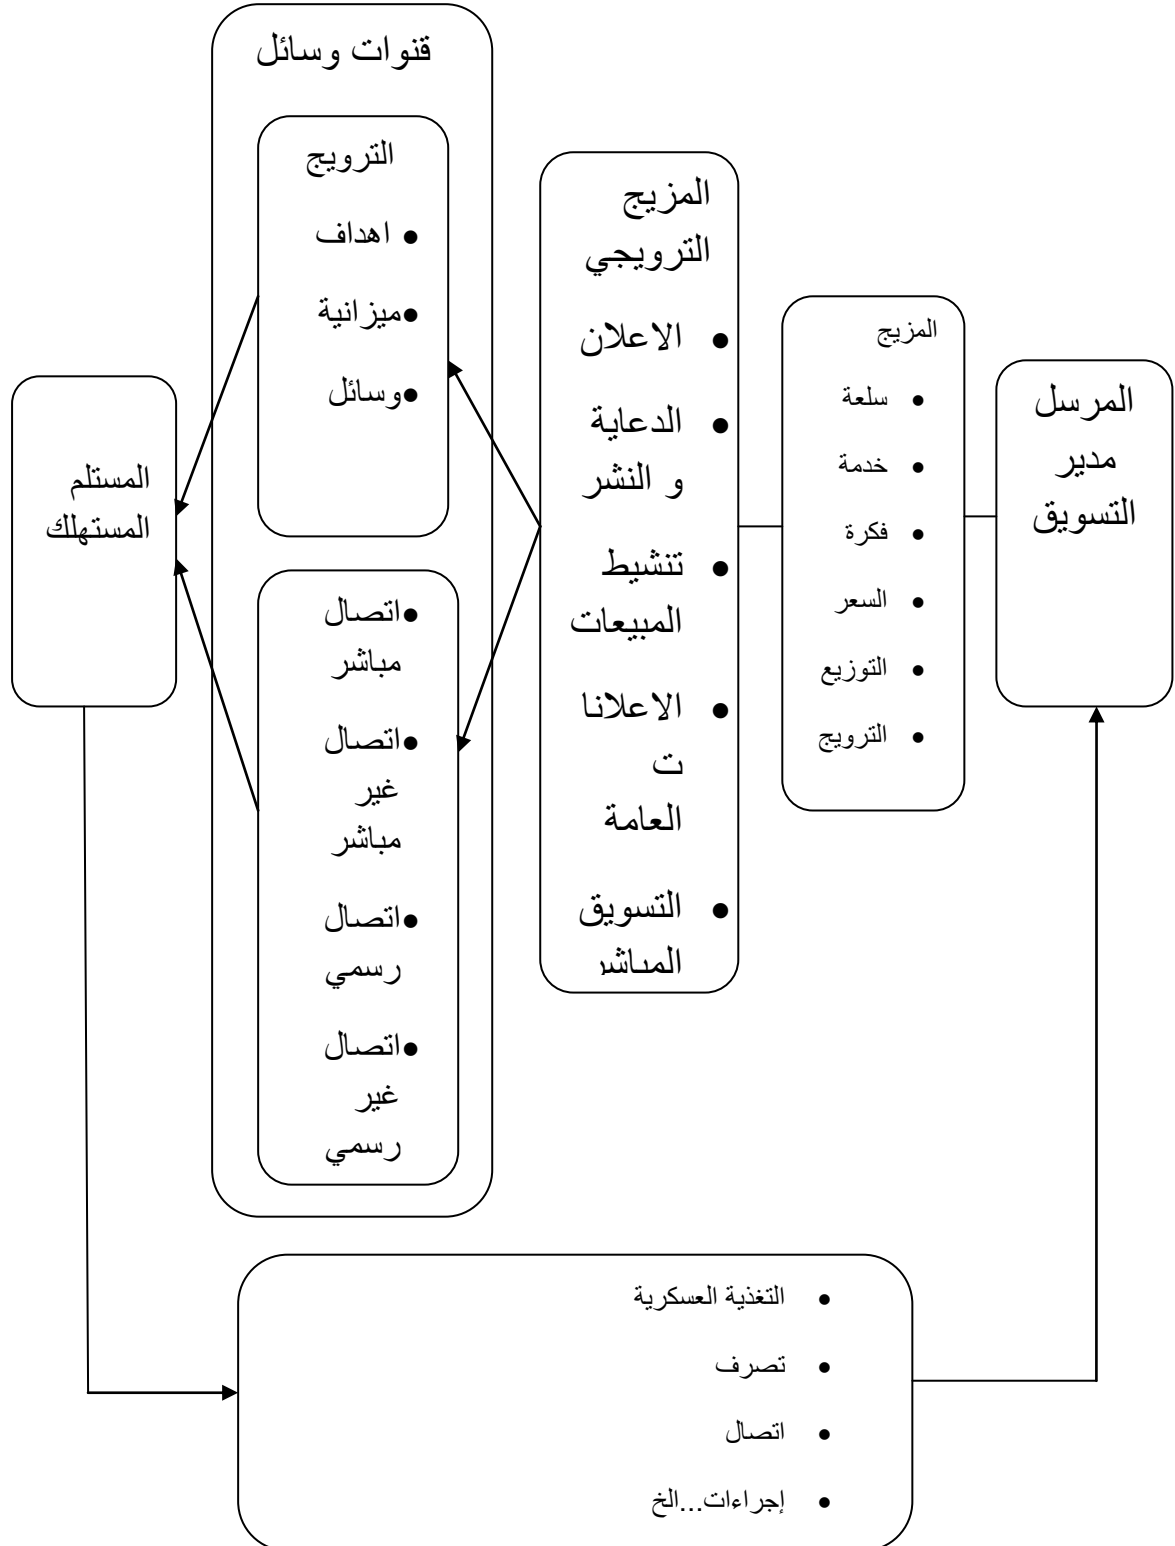 المرسل
مدير
التسويق
المزيج
• سلعة
• خدمة
• فكرة
• السعر
• التوزيع
• الترويج
المزيج
الترويجي
• الاعلان
• الدعاية
و النشر
• تنشيط
المبيعات
• الاعلانا
ت
العامة
• التسويق
المباشر
قنوات وسائل
الترويج
• اهداف
• ميزانية
• وسائل
• اتصال
مباشر
• اتصال
غير
مباشر
• اتصال
رسمي
• اتصال
غير
رسمي
المستلم
المستهلك
• التغذية العسكرية
• تصرف
• اتصال
• إجراءات...الخ